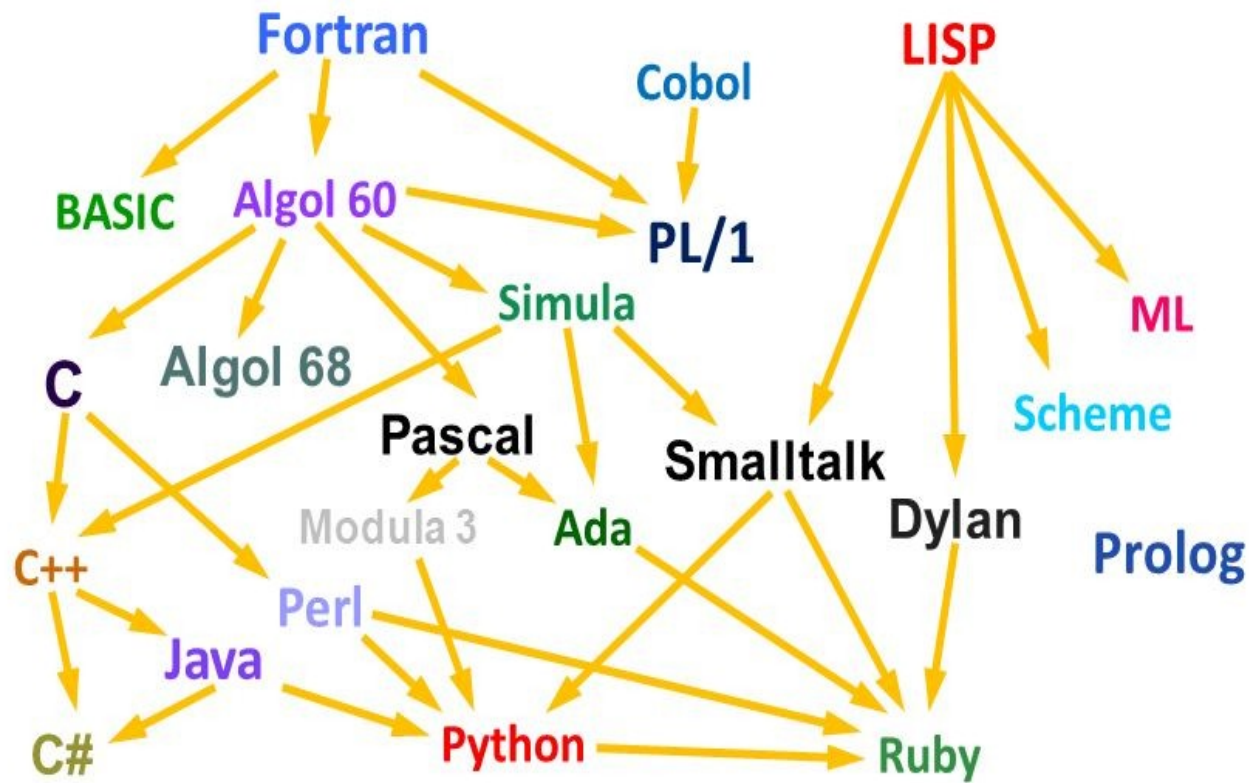 Fortran
LISP
Cobol
BASIC
Algol 60
PL/1
Simula
ML
C
Algol 68
Scheme
Pascal
Smalltalk
Modula 3
Ada
Dylan
Prolog
C++
Perl
Java
C#
Python
Ruby